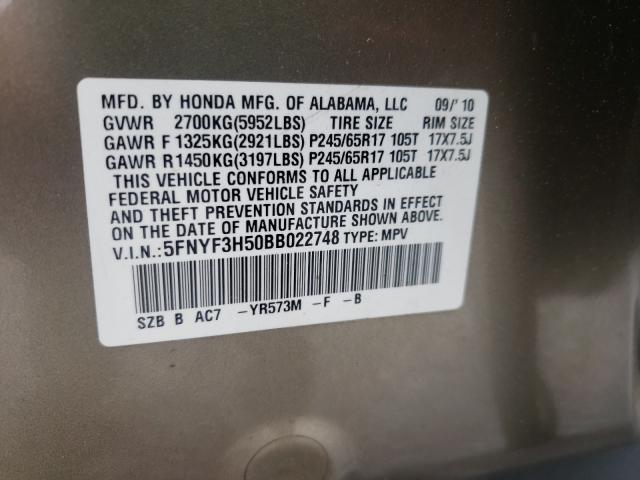 MFD. BY HONDA MFG. OF ALABAMA, LLC 09/'10
GVWR 2700KG(5952LBS) TIRE SIZE RIM SIZE
GAWR F 1325KG(2921LBS) P245/65R17 105T 17X7.5J
GAWR R1450KG(3197LBS) P245/65R17 105T 17X7.5J
THIS VEHICLE CONFORMS TO ALL APPLICABLE
FEDERAL MOTOR VEHICLE SAFETY
AND THEFT PREVENTION STANDARDS IN EFFECT
ON THE DATE OF MANUFACTURE SHOWN ABOVE.
V.I.N.:5FNYF3H50BB022748 TYPE: MPV
SZB B AC7 -YR573M -F -B